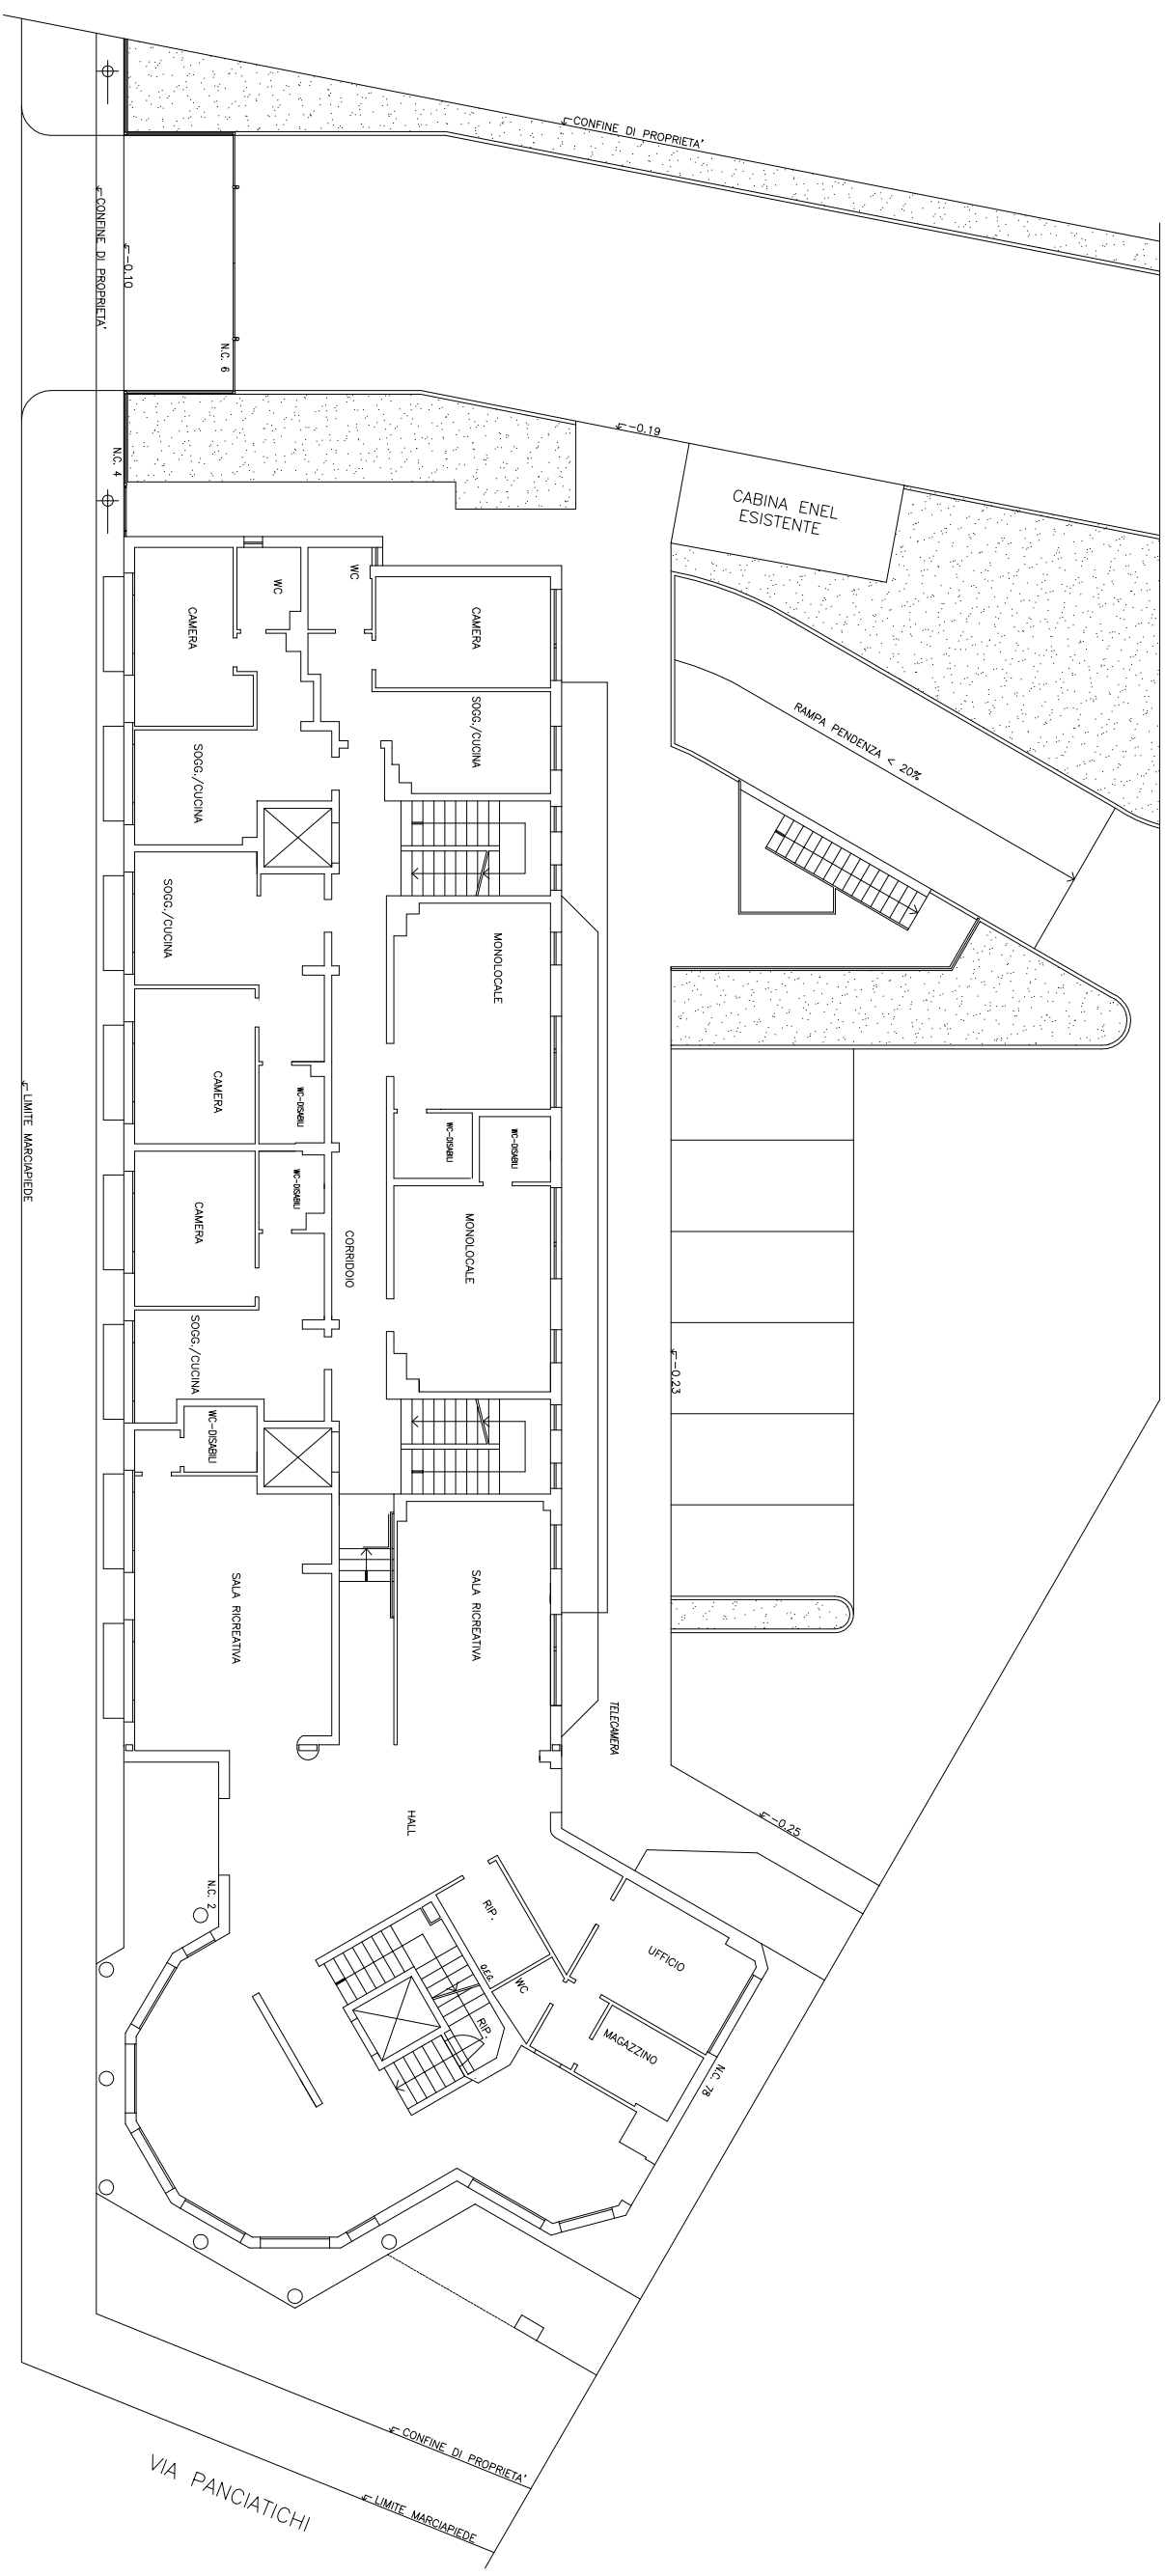 CONFINE DI PROPRIETA'
CONFINE DI PROPRIETA'
-0.10
N.C. 6
-0.19
N.C. 4
CABINA ENEL
ESISTENTE
WC
WC
CAMERA
CAMERA
SOGG./CUCINA
SOGG./CUCINA
RAMPA PENDENZA < 20%
SOGG./CUCINA
MONOLOCALE
CAMERA
WC-DISABILI
WC-DISABILI
WC-DISABILI
WC-DISABILI
LIMITE MARCIAPIEDE
CAMERA
CORRIDOIO
MONOLOCALE
SOGG./CUCINA
-0.23
WC-DISABILI
SALA RICREATIVA
SALA RICREATIVA
TELECAMERA
HALL
-0.25
N.C. 2
RIP.
UFFICIO
Q.E.G.
WC
RIP.
MAGAZZINO
N.C. 78
CONFINE DI PROPRIETA'
LIMITE MARCIAPIEDE
VIA PANCIATICHI